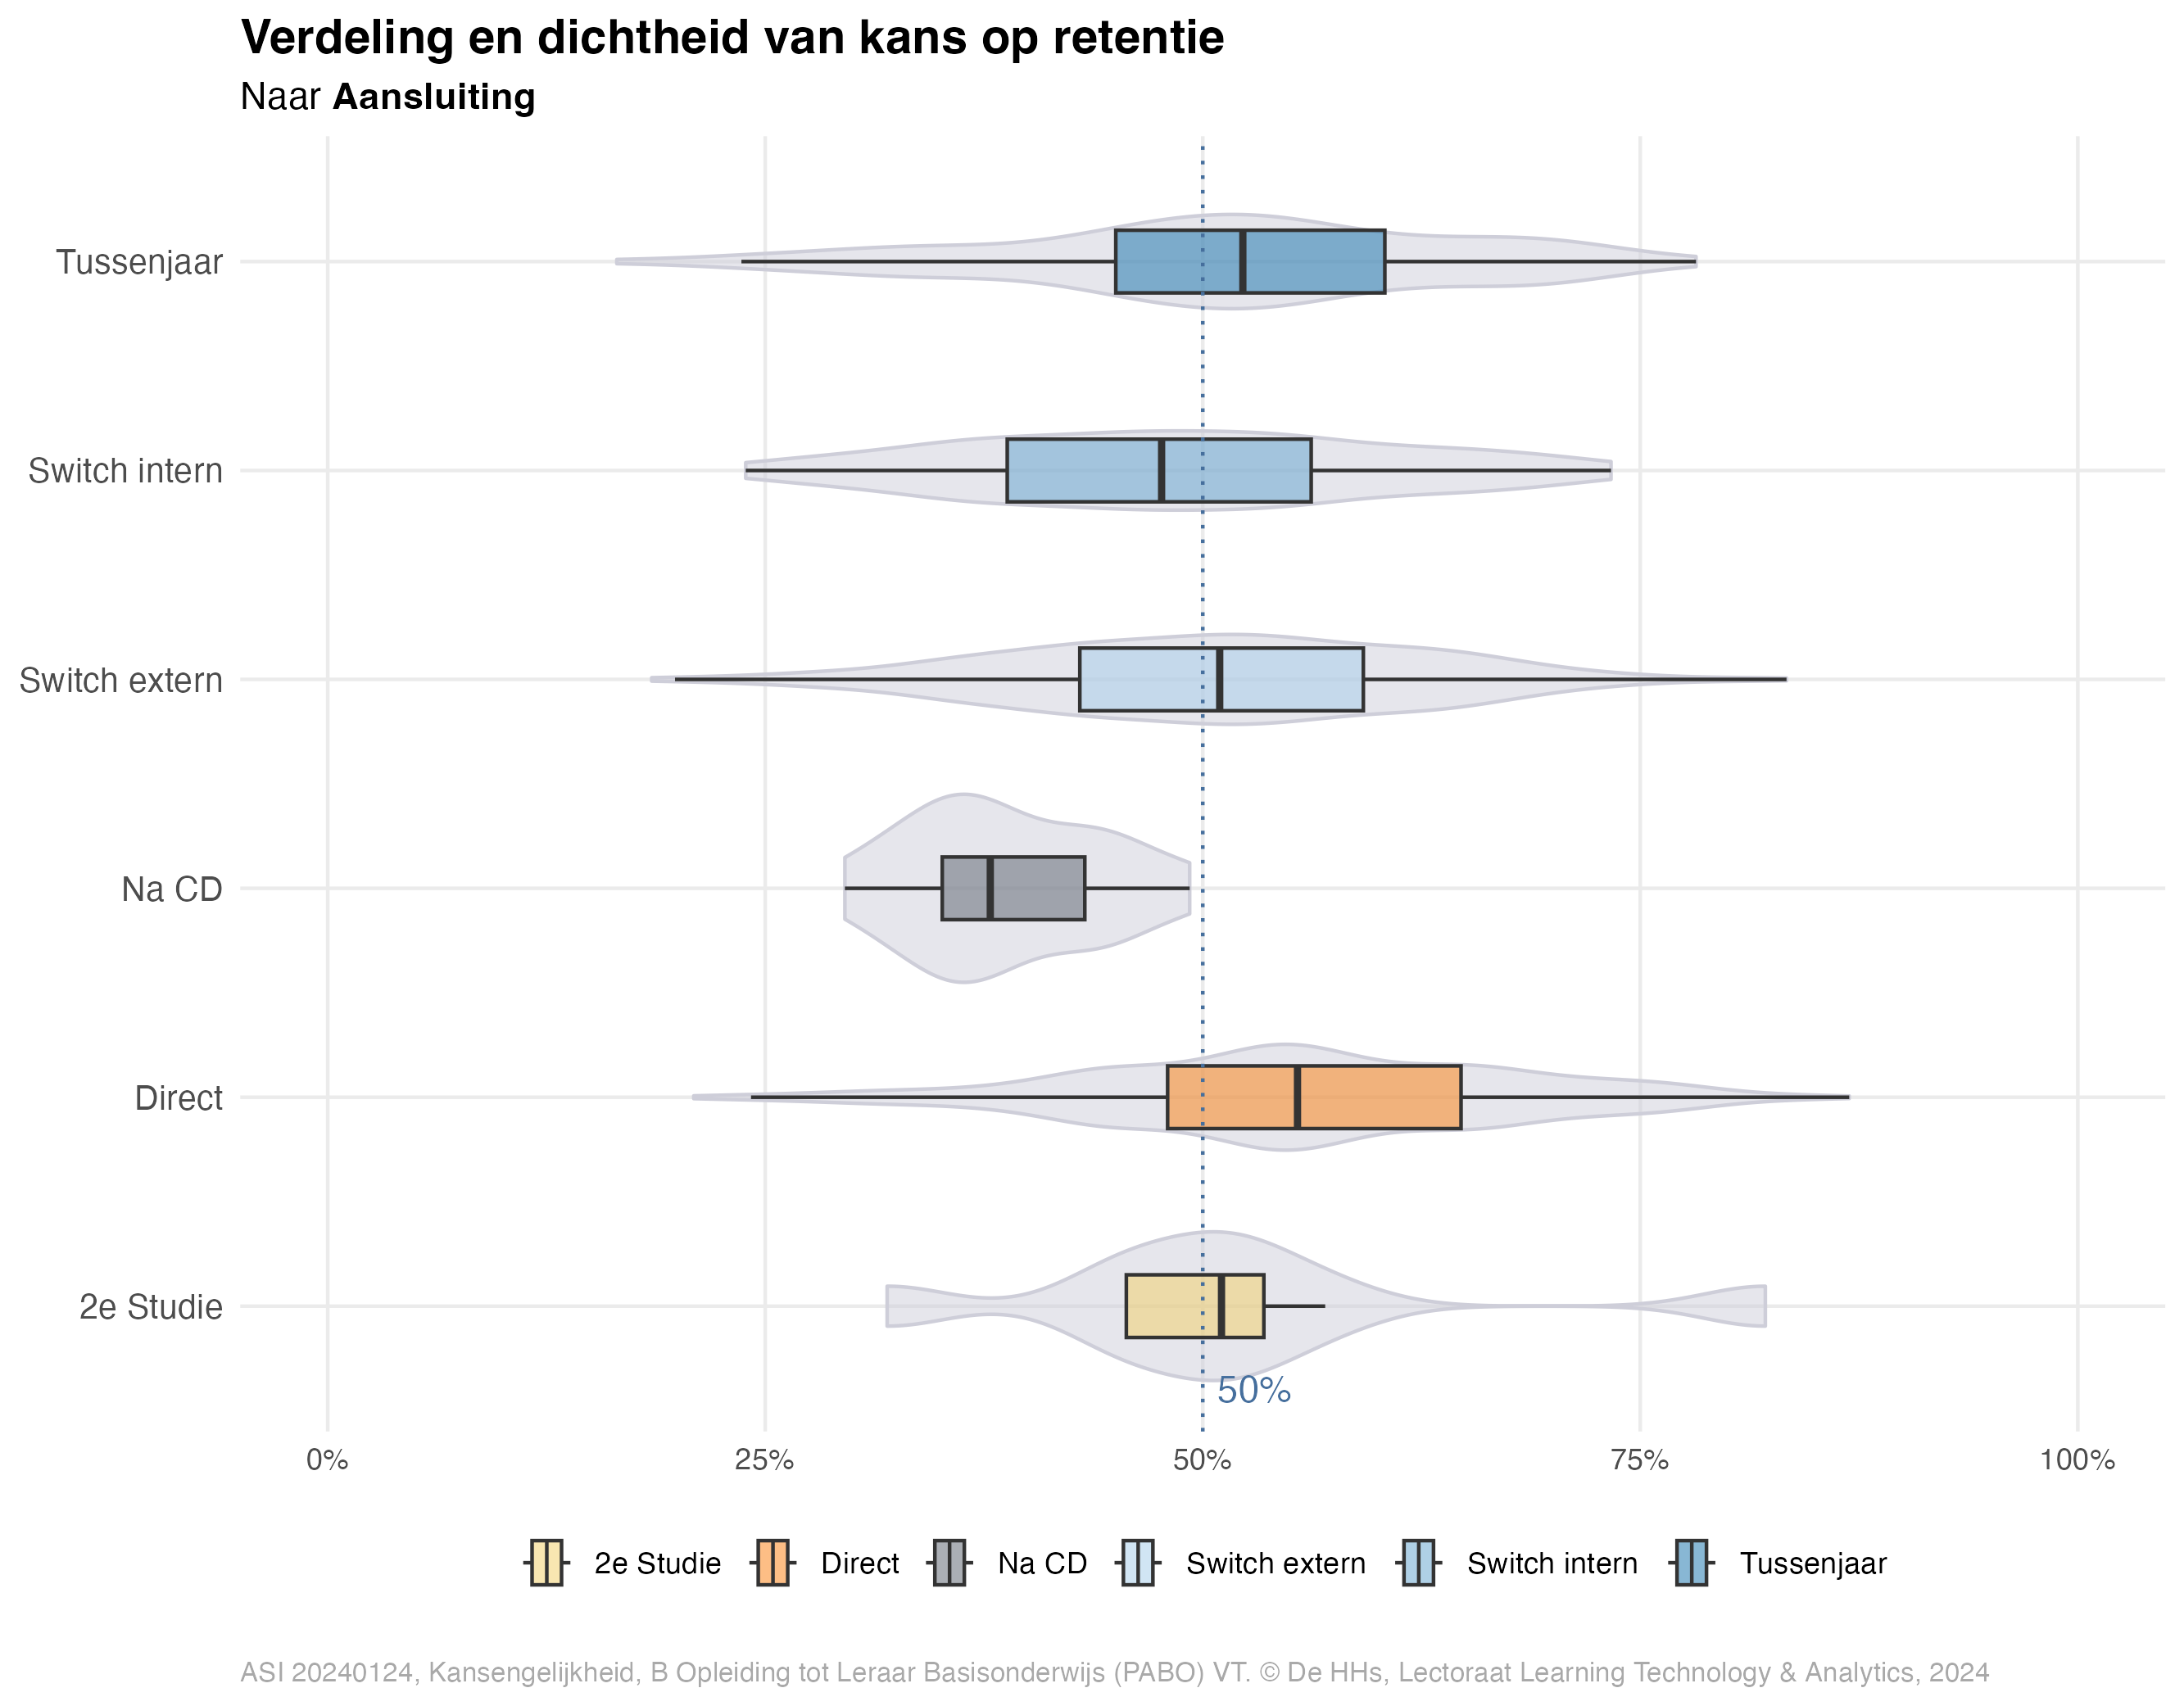 Verdeling en dichtheid van kans op retentie
Naar Aansluiting
Tussenjaar
Switch intern
Switch extern
Na CD
Direct
2e Studie
50%
0% 25% 50% 75% 100%
2e Studie Direct Na CD Switch extern Switch intern Tussenjaar
ASI 20240124, Kansengelijkheid, B Opleiding tot Leraar Basisonderwijs (PABO) VT. © De HHs, Lectoraat Learning Technology & Analytics, 2024